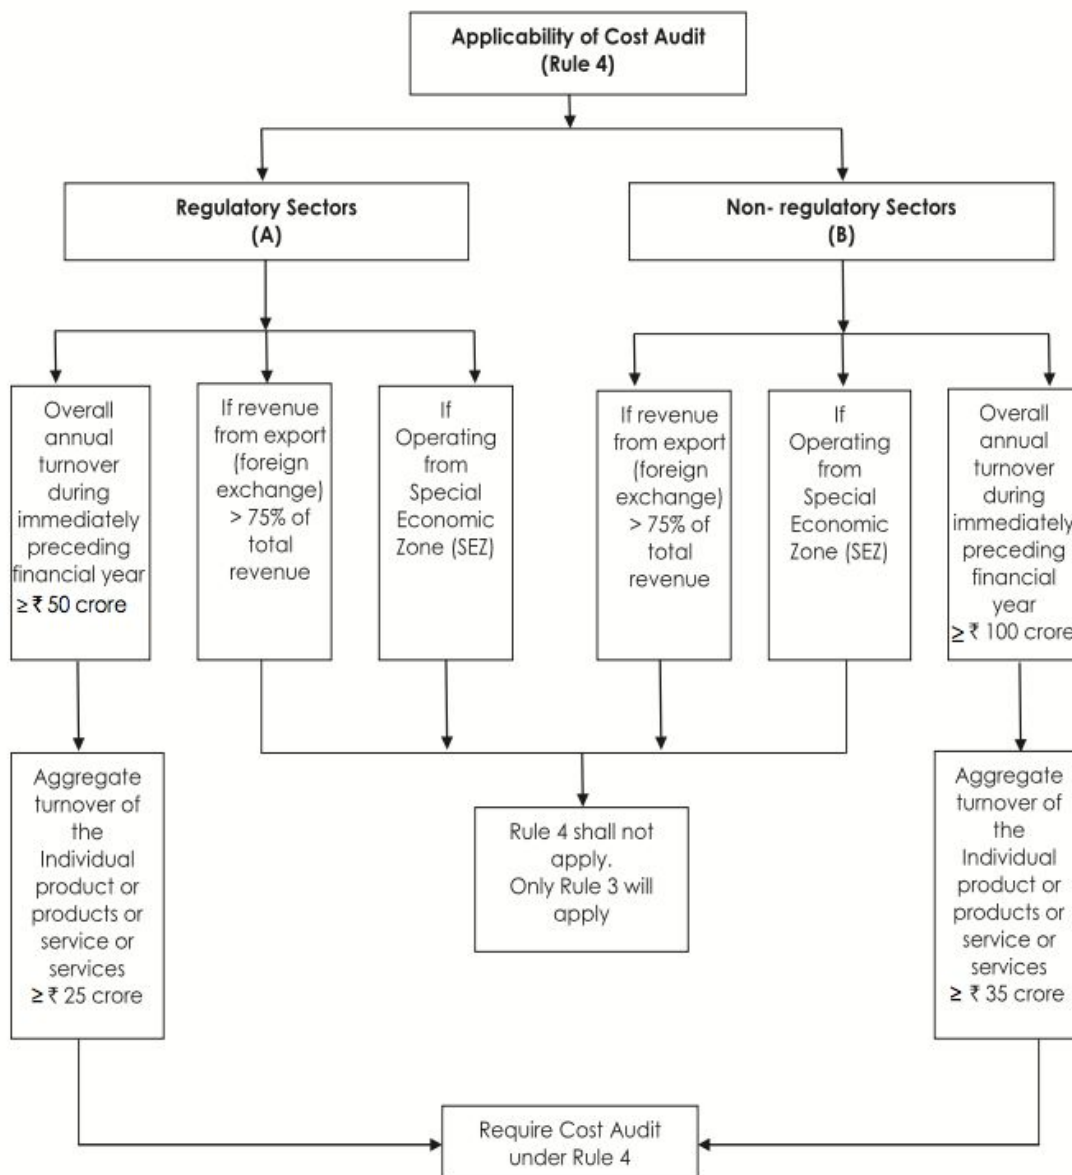 Applicability of Cost Audit
(Rule 4)
Regulatory Sectors
(A)
Non- regulatory Sectors
(B)
Overall
annual
turnover
during
immediately
preceding
financial year
≥ ₹ 50 crore
If revenue
from export
(foreign
exchange)
> 75% of
total
revenue
If
Operating
from
Special
Economic
Zone (SEZ)
If revenue
from export
(foreign
exchange)
> 75% of
total
revenue
If
Operating
from
Special
Economic
Zone (SEZ)
Overall
annual
turnover
during
immediately
preceding
financial
year
≥ ₹ 100 crore
Aggregate
turnover of
the
Individual
product or
products or
service or
services
≥ ₹ 25 crore
Rule 4 shall not
apply.
Only Rule 3 will
apply
Aggregate
turnover of
the
Individual
product or
products or
service or
services
≥ ₹ 35 crore
Require Cost Audit
under Rule 4